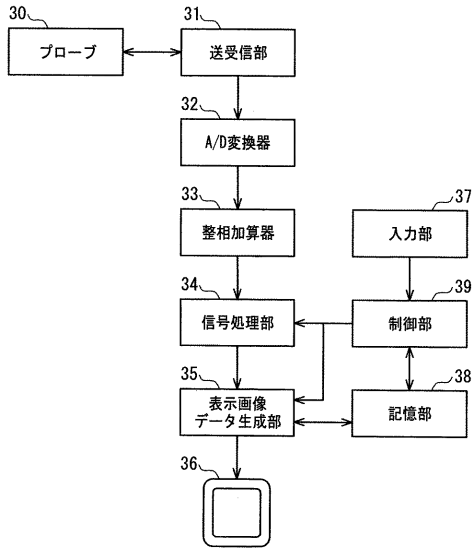 30
プローブ
31
送受信部
32
A/D変換器
33
整相加算器
37
入力部
34
信号処理部
39
制御部
35
表示画像
データ生成部
38
記憶部
36